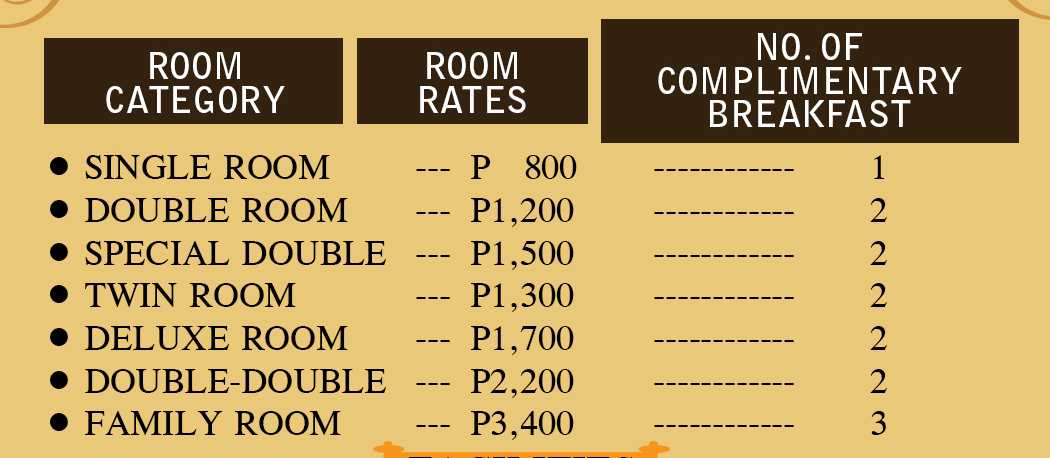 ROOM CATEGORY
ROOM RATES
NO. OF COMPLIMENTARY BREAKFAST
● SINGLE ROOM --- P 800 ------------ 1
● DOUBLE ROOM --- P1,200 ------------ 2
● SPECIAL DOUBLE --- P1,500 ------------ 2
● TWIN ROOM --- P1,300 ------------ 2
● DELUXE ROOM --- P1,700 ------------ 2
● DOUBLE-DOUBLE --- P2,200 ------------ 2
● FAMILY ROOM --- P3,400 ------------ 3